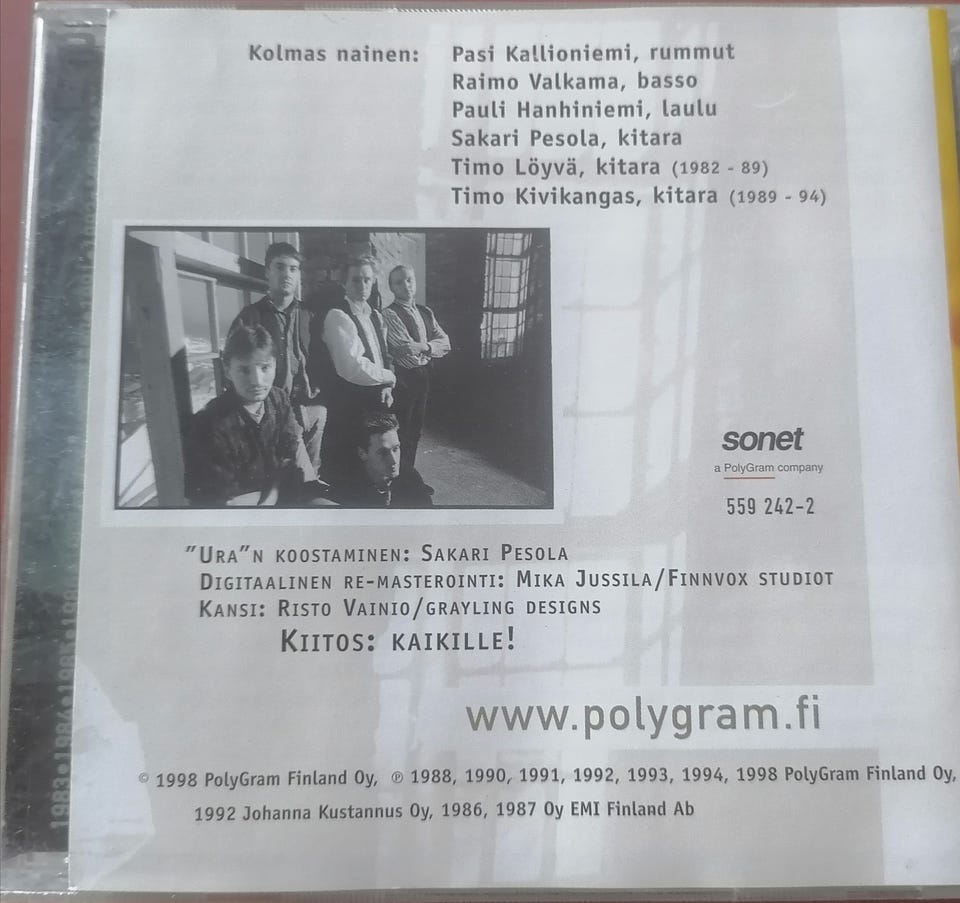 Kolmas nainen: Pasi Kallioniemi, rummut
Raimo Valkama, basso
Pauli Hanhiniemi, laulu
Sakari Pesola, kitara
Timo Löyvä, kitara (1982 - 89)
Timo Kivikangas, kitara (1989 - 94)
sonet
a PolyGram company
559 242-2
"Ura"n koostaminen: Sakari Pesola
Digitaalinen re-masterointi: Mika Jussila/Finnvox studiot
Kansi: Risto Vainio/grayling designs
Kiitos: kaikille!
www.polygram.fi
© 1998 PolyGram Finland Oy, ℗ 1988, 1990, 1991, 1992, 1993, 1994, 1998 PolyGram Finland Oy,
1992 Johanna Kustannus Oy, 1986, 1987 Oy EMI Finland Ab
1983•1984•1985•